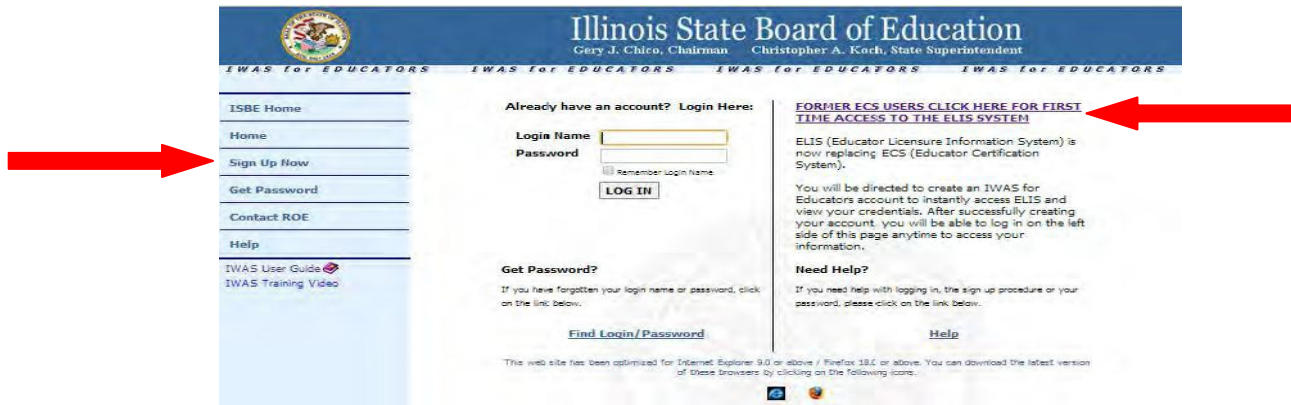 Illinois State Board of Education
Gery J. Chico, Chairman Christopher A. Koch, State Superintendent
IWAS for EDUCATORS IWAS for EDUCATORS IWAS for EDUCATORS IWAS for EDUCATORS
ISBE Home
Home
Sign Up Now
Get Password
Contact ROE
Help
IWAS User Guide
IWAS Training Video
Already have an account? Login Here:
Login Name
Password
Remember Login Name
LOG IN
Get Password?
If you have forgotten your login name or password, click
on the link below.
Find Login/Password
FORMER ECS USERS CLICK HERE FOR FIRST
TIME ACCESS TO THE ELIS SYSTEM
ELIS (Educator Licensure Information System) is
now replacing ECS (Educator Certification
System).
You will be directed to create an IWAS for
Educators account to instantly access ELIS and
view your credentials. After successfully creating
your account, you will be able to log in on the left
side of this page anytime to access your
information.
Need Help?
If you need help with logging in, the sign up procedure or your
password, please click on the link below.
Help
This web site has been optimized for Internet Explorer 9.0 or above / Firefox 18.0 or above. You can download the latest version
of these browsers by clicking on the following icons.